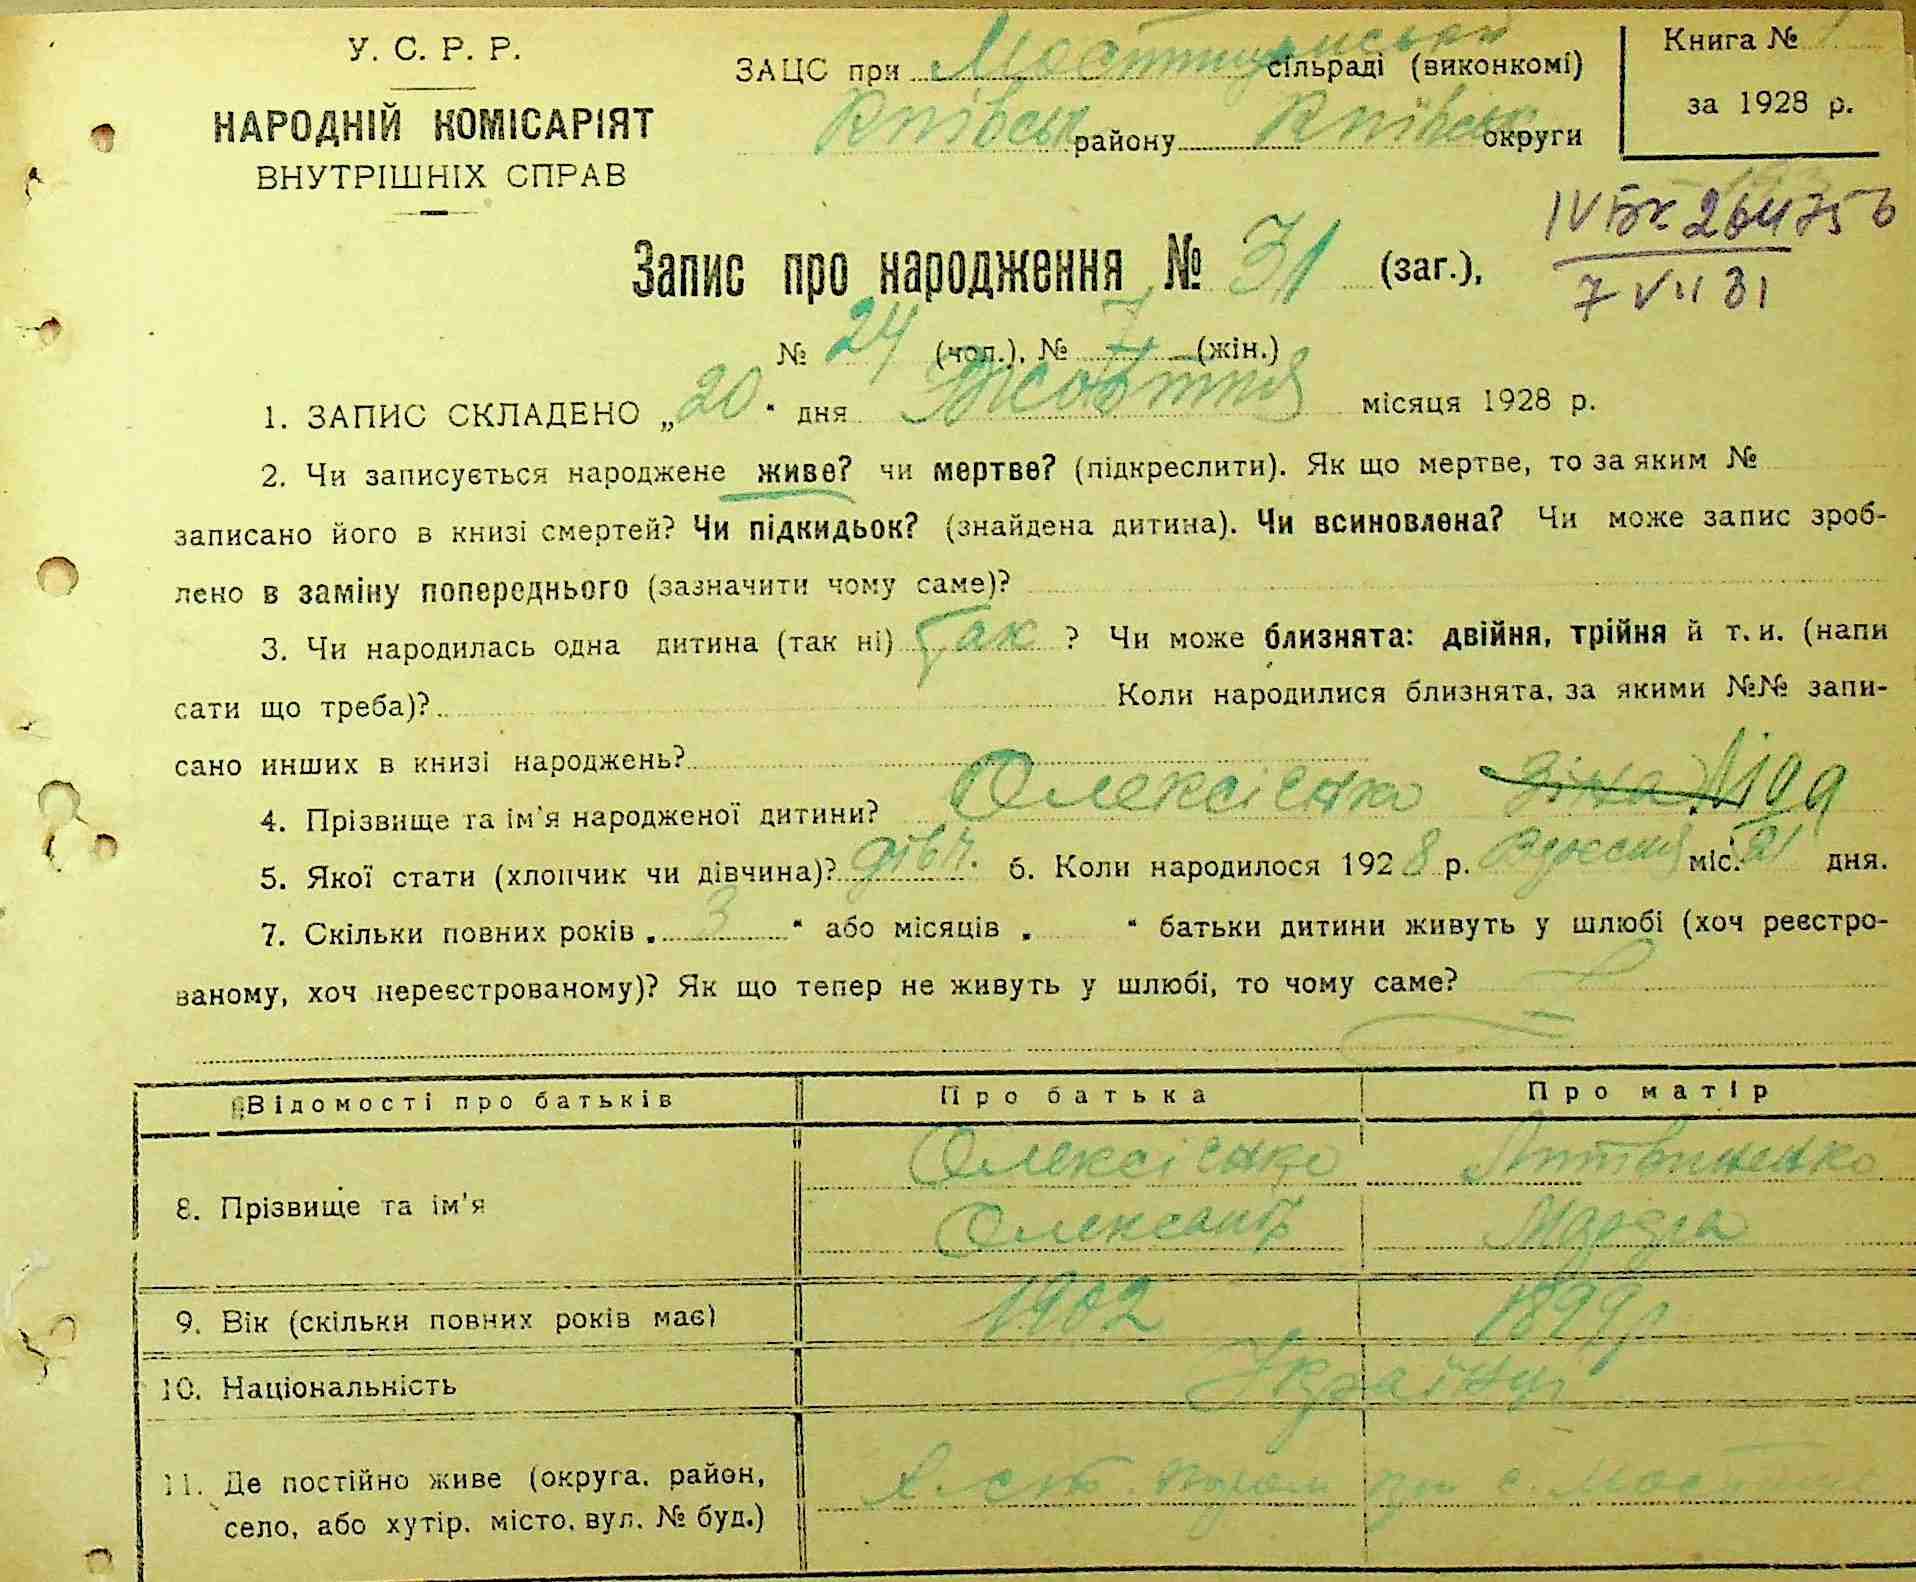 У. С. Р. Р.
НАРОДНІЙ КОМІСАРІЯТ
ВНУТРІШНІХ СПРАВ
ЗАЦС при сільраді (виконкомі)
Київськ району Київськ округи
Книга №
за 1928 р.
7 VII 81
Запис про народження № 31 (заг.),
№ 24 (чол.), № 7 (жін.)
1. ЗАПИС СКЛАДЕНО „20" дня Жовтня місяця 1928 р.
2. Чи записується народжене живе? чи мертве? (підкреслити). Як що мертве, то за яким №
записано його в книзі смертей? Чи підкидьок? (знайдена дитина). Чи всиновлена? Чи може запис зроб-
лено в заміну попереднього (зазначити чому саме)?
3. Чи народилась одна дитина (так ні) так ? Чи може близнята: двійня, трійня й т. и. (напи
сати що треба)? Коли народилися близнята, за якими №№ запи-
сано инших в книзі народжень?
4. Прізвище та ім'я народженої дитини? Олексієнко Зіна Ліда
5. Якої стати (хлопчик чи дівчина)? дівч. 6. Коли народилося 1928 р. Вересня міс. 21 дня.
7. Скільки повних років „ 3 " або місяців „ " батьки дитини живуть у шлюбі (хоч реєстро-
ваному, хоч нереєстрованому)? Як що тепер не живуть у шлюбі, то чому саме?
Відомості про батьків Про батька Про матір
8. Прізвище та ім'я Олексієнко Литвиненко
Олександр
9. Вік (скільки повних років має) 1902 1899 р
10. Національність Українці
11. Де постійно живе (округа, район,
село, або хутір, місто, вул. № буд.)